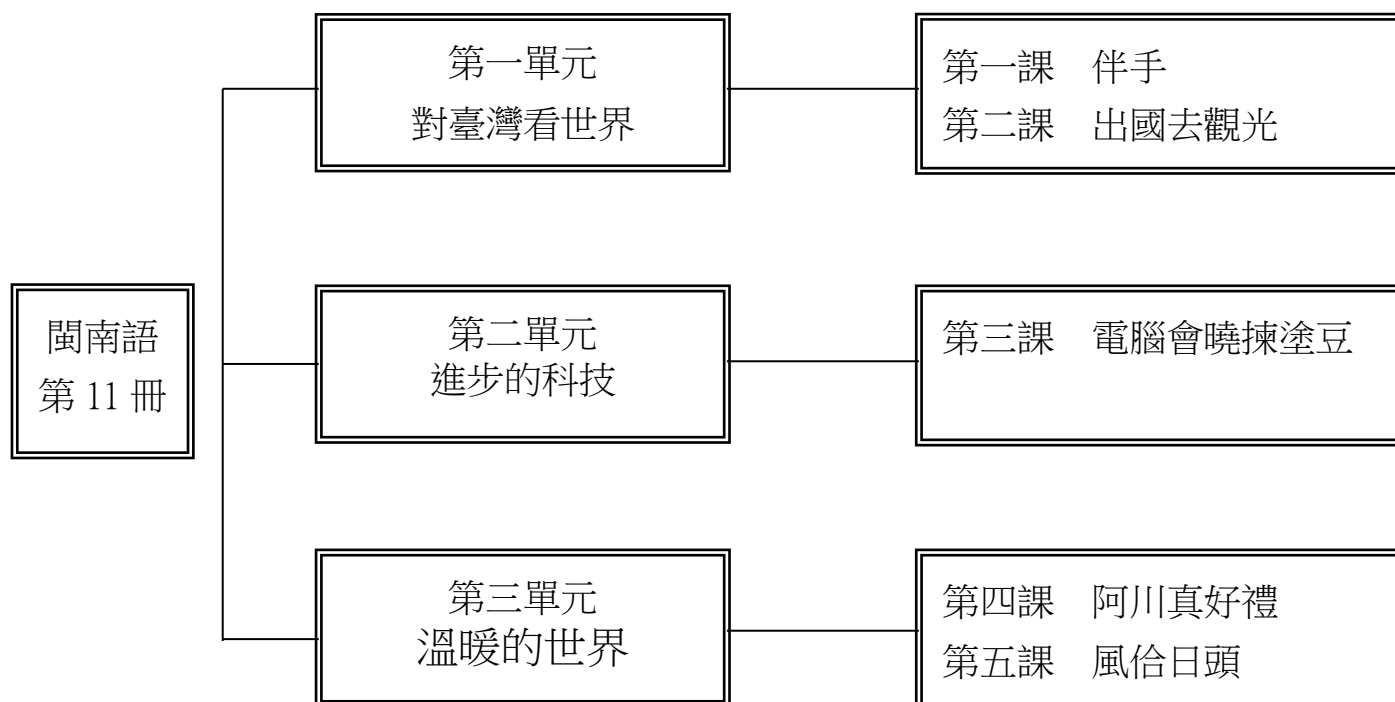 閩南語
第 11 冊
第一單元
對臺灣看世界
第一課　伴手
第二課　出國去觀光
第二單元
進步的科技
第三課　電腦會曉揀塗豆
第三單元
溫暖的世界
第四課　阿川真好禮
第五課　風佮日頭